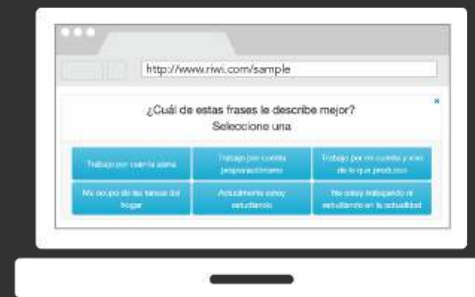 http://www.riwi.com/sample
¿Cuál de estas frases le describe mejor?
Seleccione una
Trabajo por cuenta ajena
Trabajo por cuenta
propia/autónomo
Trabajo por mi cuenta y vivo
de lo que produzco
Me ocupo de las tareas del
hogar
Actualmente estoy
estudiando
No estoy trabajando ni
estudiando en la actualidad